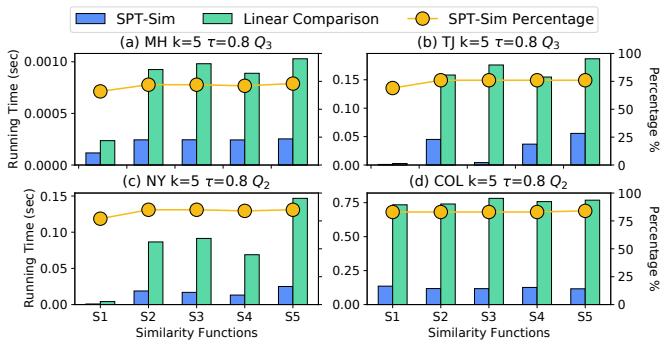 SPT-Sim Linear Comparison SPT-Sim Percentage
(a) MH k=5 τ=0.8 Q3
(b) TJ k=5 τ=0.8 Q3
Running Time (sec)
0.0010
0.0005
0.0000
0.15
0.10
0.05
0.00
100
75
50
25
0
Percentage %
(c) NY k=5 τ=0.8 Q2
(d) COL k=5 τ=0.8 Q2
Running Time (sec)
0.15
0.10
0.05
0.00
S1 S2 S3 S4 S5
Similarity Functions
0.75
0.50
0.25
0.00
S1 S2 S3 S4 S5
Similarity Functions
100
75
50
25
0
Percentage %